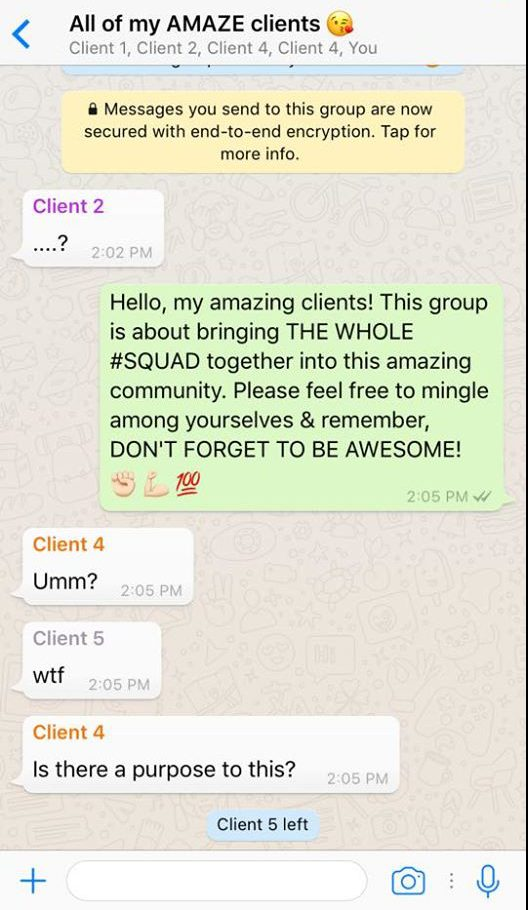 All of my AMAZE clients 😘
Client 1, Client 2, Client 4, Client 4, You
🔒 Messages you send to this group are now
secured with end-to-end encryption. Tap for
more info.
Client 2
....?
2:02 PM
Hello, my amazing clients! This group
is about bringing THE WHOLE
#SQUAD together into this amazing
community. Please feel free to mingle
among yourselves & remember,
DON'T FORGET TO BE AWESOME!
✊🏻 💪🏻 💯
2:05 PM
Client 4
Umm?
2:05 PM
Client 5
wtf
2:05 PM
Client 4
Is there a purpose to this?
2:05 PM
Client 5 left